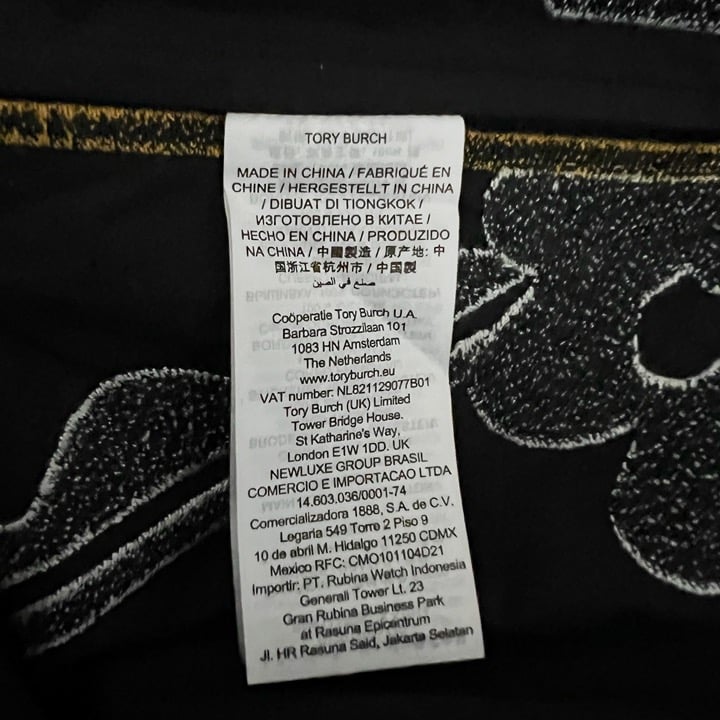 TORY BURCH
MADE IN CHINA / FABRIQUÉ EN
CHINE / HERGESTELLT IN CHINA
/ DIBUAT DI TIONGKOK /
ИЗГОТОВЛЕНО В КИТАЕ /
HECHO EN CHINA / PRODUZIDO
NA CHINA / 中國製造 / 原产地: 中
国浙江省杭州市 / 中国製
صنع في الصين
Coöperatie Tory Burch U.A.
Barbara Strozzilaan 101
1083 HN Amsterdam
The Netherlands
www.toryburch.eu
VAT number: NL821129077B01
Tory Burch (UK) Limited
Tower Bridge House.
St Katharine's Way,
London E1W 1DD. UK
NEWLUXE GROUP BRASIL
COMERCIO E IMPORTACAO LTDA
14.603.036/0001-74
Comercializadora 1888, S.A. de C.V.
Legaria 549 Torre 2 Piso 9
10 de abril M. Hidalgo 11250 CDMX
Mexico RFC: CMO101104D21
Importir: PT. Rubina Watch Indonesia
Generali Tower Lt. 23
Gran Rubina Business Park
at Rasuna Epicentrum
Jl. HR Rasuna Said, Jakarta Selatan